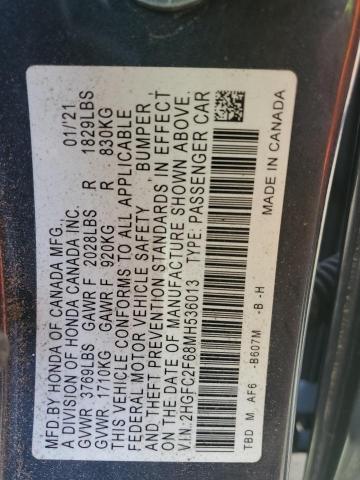 MFD.BY HONDA OF CANADA MFG. 01/21
A DIVISION OF HONDA CANADA INC.
GVWR 3769LBS GAWR F 2028LBS R 1829LBS
GVWR 1710KG GAWR F 920KG R 830KG
THIS VEHICLE CONFORMS TO ALL APPLICABLE
FEDERAL MOTOR VEHICLE SAFETY, BUMPER,
AND THEFT PREVENTION STANDARDS IN EFFECT
ON THE DATE OF MANUFACTURE SHOWN ABOVE.
V.I.N: 2HGFC2F68MH536013 TYPE: PASSENGER CAR
TBD M AF6 -B607M -B -H MADE IN CANADA